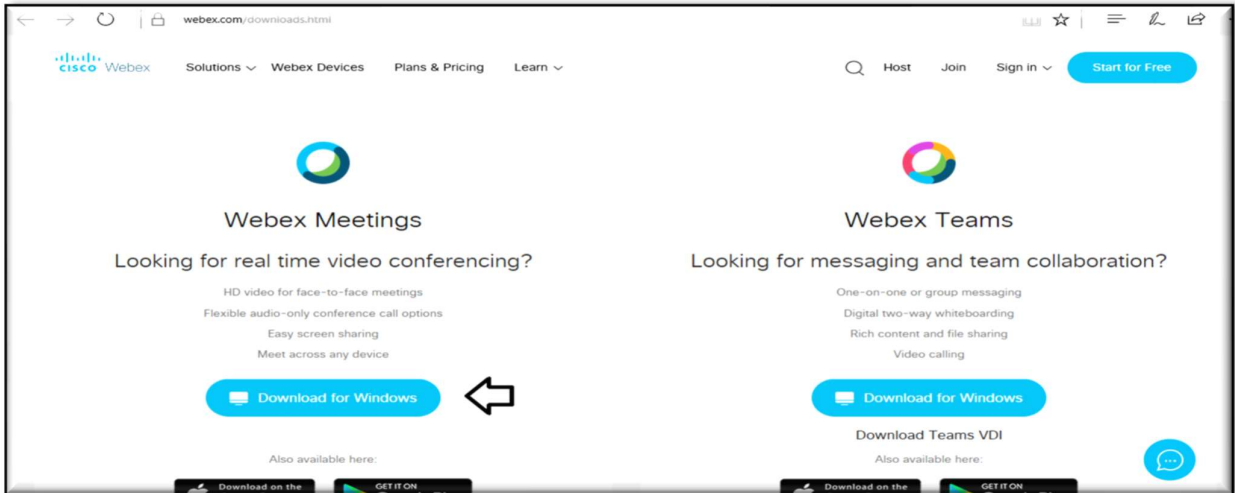 webex.com/downloads.html
CISCO Webex Solutions Webex Devices Plans & Pricing Learn Host Join Sign in Start for Free
Webex Meetings
Looking for real time video conferencing?
HD video for face-to-face meetings
Flexible audio-only conference call options
Easy screen sharing
Meet across any device
Download for Windows
Also available here:
Download on the
GET IT ON
Webex Teams
Looking for messaging and team collaboration?
One-on-one or group messaging
Digital two-way whiteboarding
Rich content and file sharing
Video calling
Download for Windows
Download Teams VDI
Also available here:
Download on the
GET IT ON